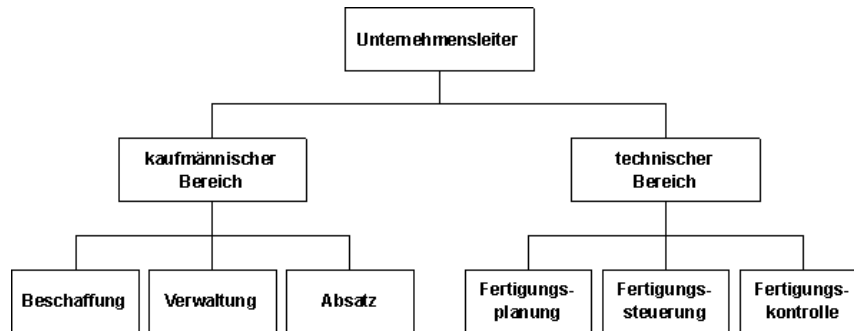 Unternehmensleiter
kaufmännischer
Bereich
technischer
Bereich
Beschaffung
Verwaltung
Absatz
Fertigungs-
planung
Fertigungs-
steuerung
Fertigungs-
kontrolle